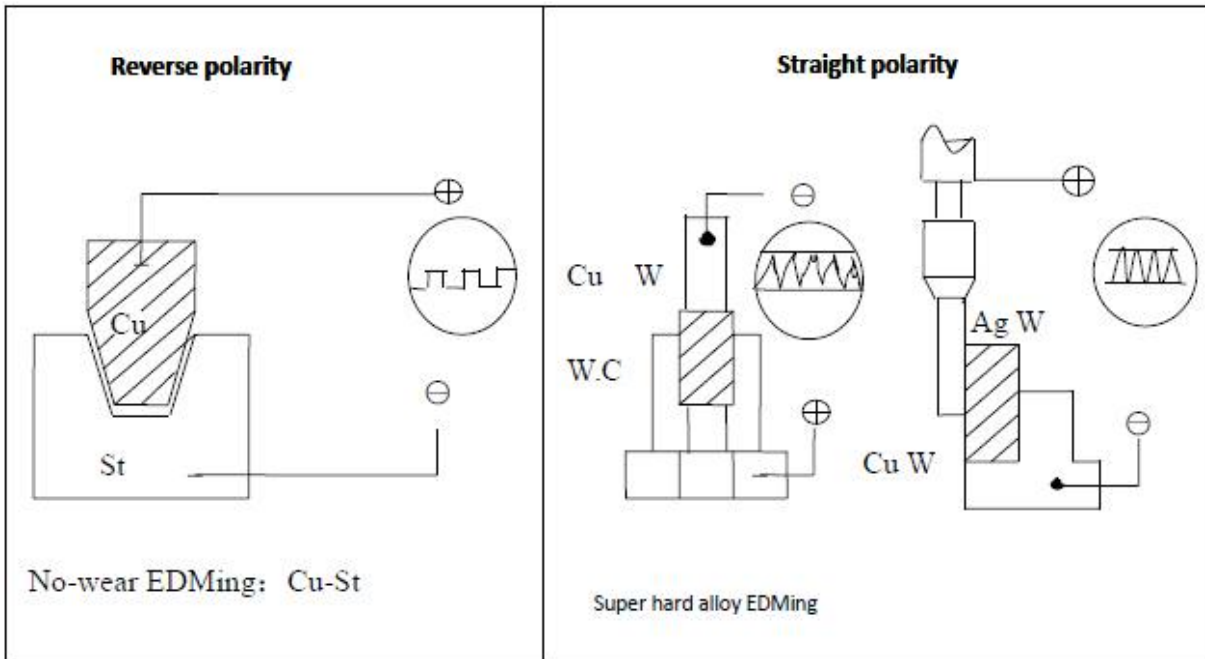 Reverse polarity
Cu
St
No-wear EDMing： Cu-St
Straight polarity
Cu W
W.C
Ag W
Cu W
Super hard alloy EDMing